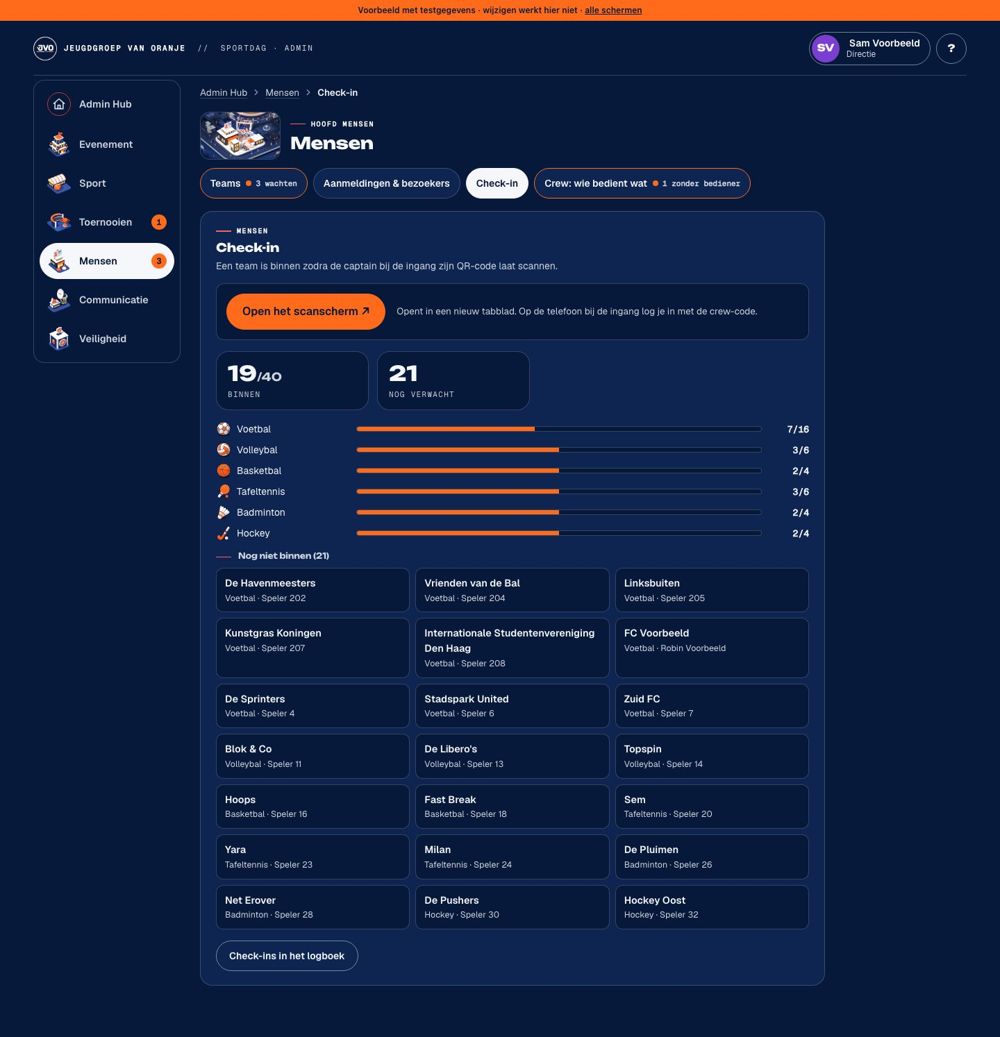 Voorbeeld met testgegevens · wijzigen werkt hier niet · alle schermen
JVO JEUGDGROEP VAN ORANJE // SPORTDAG · ADMIN
SV Sam Voorbeeld
Directie
?
Admin Hub
Evenement
Sport
Toernooien 1
Mensen 3
Communicatie
Veiligheid
Admin Hub > Mensen > Check-in
HOOFD MENSEN
Mensen
Teams 3 wachten
Aanmeldingen & bezoekers
Check-in
Crew: wie bedient wat 1 zonder bediener
MENSEN
Check-in
Een team is binnen zodra de captain bij de ingang zijn QR-code laat scannen.
Open het scanscherm ↗
Opent in een nieuw tabblad. Op de telefoon bij de ingang log je in met de crew-code.
19/40
BINNEN
21
NOG VERWACHT
Voetbal 7/16
Volleybal 3/6
Basketbal 2/4
Tafeltennis 3/6
Badminton 2/4
Hockey 2/4
Nog niet binnen (21)
De Havenmeesters
Voetbal · Speler 202
Vrienden van de Bal
Voetbal · Speler 204
Linksbuiten
Voetbal · Speler 205
Kunstgras Koningen
Voetbal · Speler 207
Internationale Studentenvereniging
Den Haag
Voetbal · Speler 208
FC Voorbeeld
Voetbal · Robin Voorbeeld
De Sprinters
Voetbal · Speler 4
Stadspark United
Voetbal · Speler 6
Zuid FC
Voetbal · Speler 7
Blok & Co
Volleybal · Speler 11
De Libero's
Volleybal · Speler 13
Topspin
Volleybal · Speler 14
Hoops
Basketbal · Speler 16
Fast Break
Basketbal · Speler 18
Sem
Tafeltennis · Speler 20
Yara
Tafeltennis · Speler 23
Milan
Tafeltennis · Speler 24
De Pluimen
Badminton · Speler 26
Net Erover
Badminton · Speler 28
De Pushers
Hockey · Speler 30
Hockey Oost
Hockey · Speler 32
Check-ins in het logboek